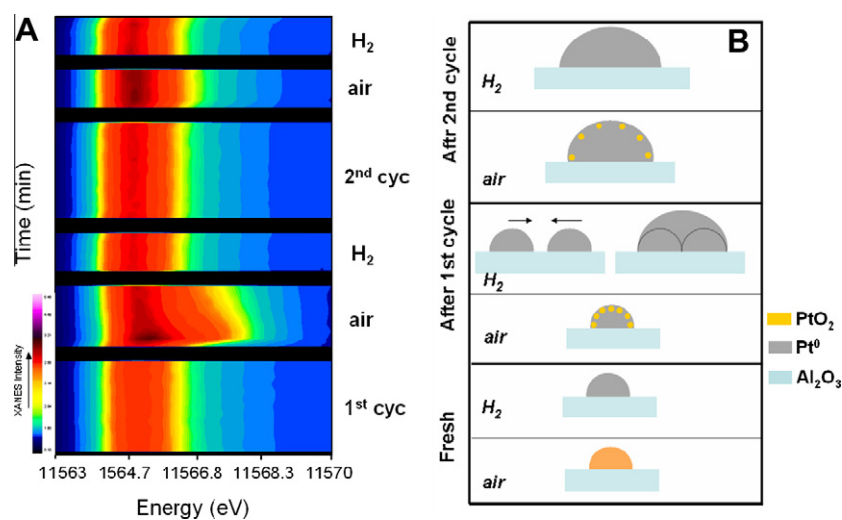 A
H2
air
2nd cyc
H2
air
1st cyc
Time (min)
XANES Intensity
11563 1564.7 11566.8 11568.3 11570
Energy (eV)
B
Aftr 2nd cycle
H2
air
After 1st cycle
H2
air
Fresh
H2
air
PtO2
Pt0
Al2O3